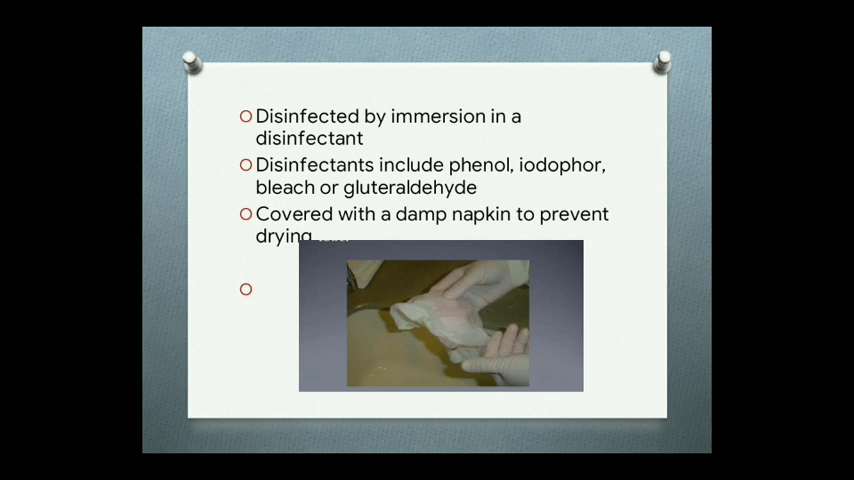 Disinfected by immersion in a
disinfectant
Disinfectants include phenol, iodophor,
bleach or gluteraldehyde
Covered with a damp napkin to prevent
drying